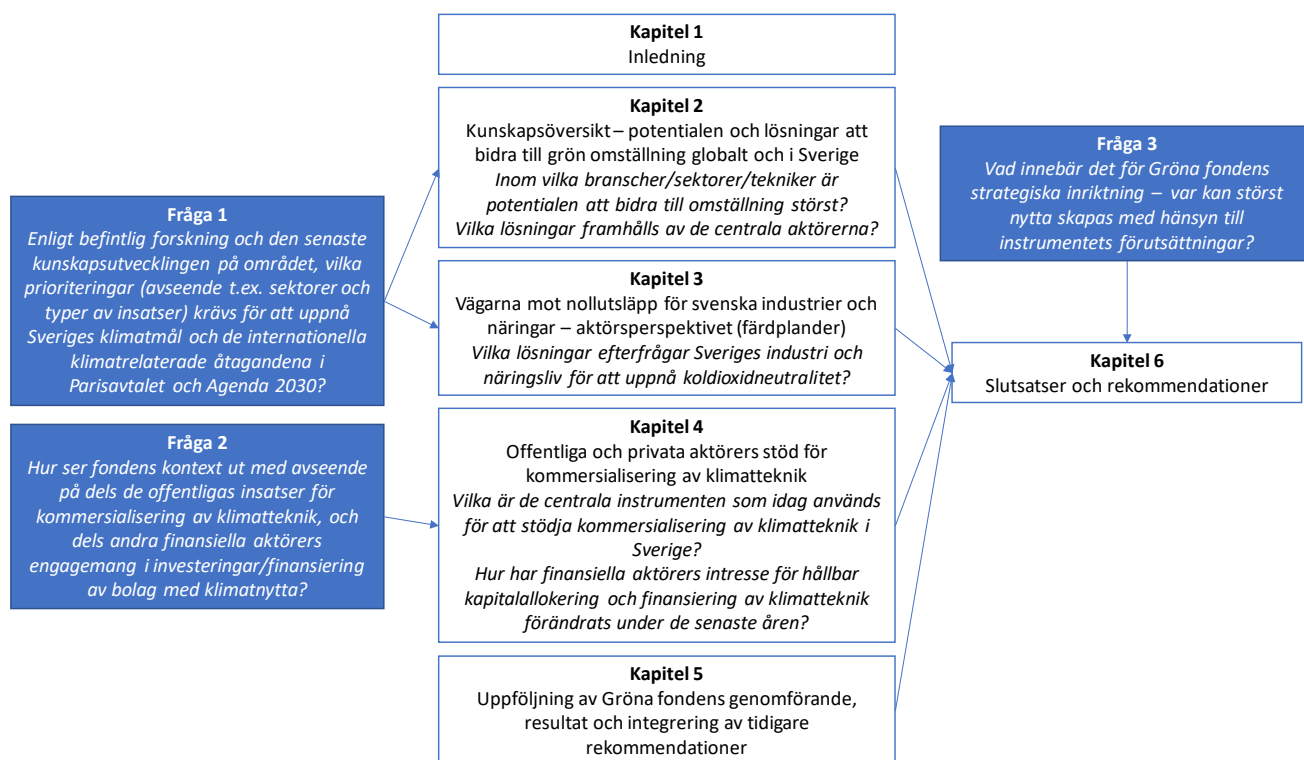 Kapitel 1
Inledning
Kapitel 2
Kunskapsöversikt – potentialen och lösningar att
bidra till grön omställning globalt och i Sverige
Inom vilka branscher/sektorer/tekniker är
potentialen att bidra till omställning störst?
Vilka lösningar framhålls av de centrala aktörerna?
Fråga 3
Vad innebär det för Gröna fondens
strategiska inriktning – var kan störst
nytta skapas med hänsyn till
instrumentets förutsättningar?
Fråga 1
Enligt befintlig forskning och den senaste
kunskapsutvecklingen på området, vilka
prioriteringar (avseende t.ex. sektorer och
typer av insatser) krävs för att uppnå
Sveriges klimatmål och de internationella
klimatrelaterade åtagandena i
Parisavtalet och Agenda 2030?
Kapitel 3
Vägarna mot nollutsläpp för svenska industrier och
näringar – aktörsperspektivet (färdplander)
Vilka lösningar efterfrågar Sveriges industri och
näringsliv för att uppnå koldioxidneutralitet?
Kapitel 6
Slutsatser och rekommendationer
Fråga 2
Hur ser fondens kontext ut med avseende
på dels de offentligas insatser för
kommersialisering av klimatteknik, och
dels andra finansiella aktörers
engagemang i investeringar/finansiering
av bolag med klimatnytta?
Kapitel 4
Offentliga och privata aktörers stöd för
kommersialisering av klimatteknik
Vilka är de centrala instrumenten som idag används
för att stödja kommersialisering av klimatteknik i
Sverige?
Hur har finansiella aktörers intresse för hållbar
kapitalallokering och finansiering av klimatteknik
förändrats under de senaste åren?
Kapitel 5
Uppföljning av Gröna fondens genomförande,
resultat och integrering av tidigare
rekommendationer